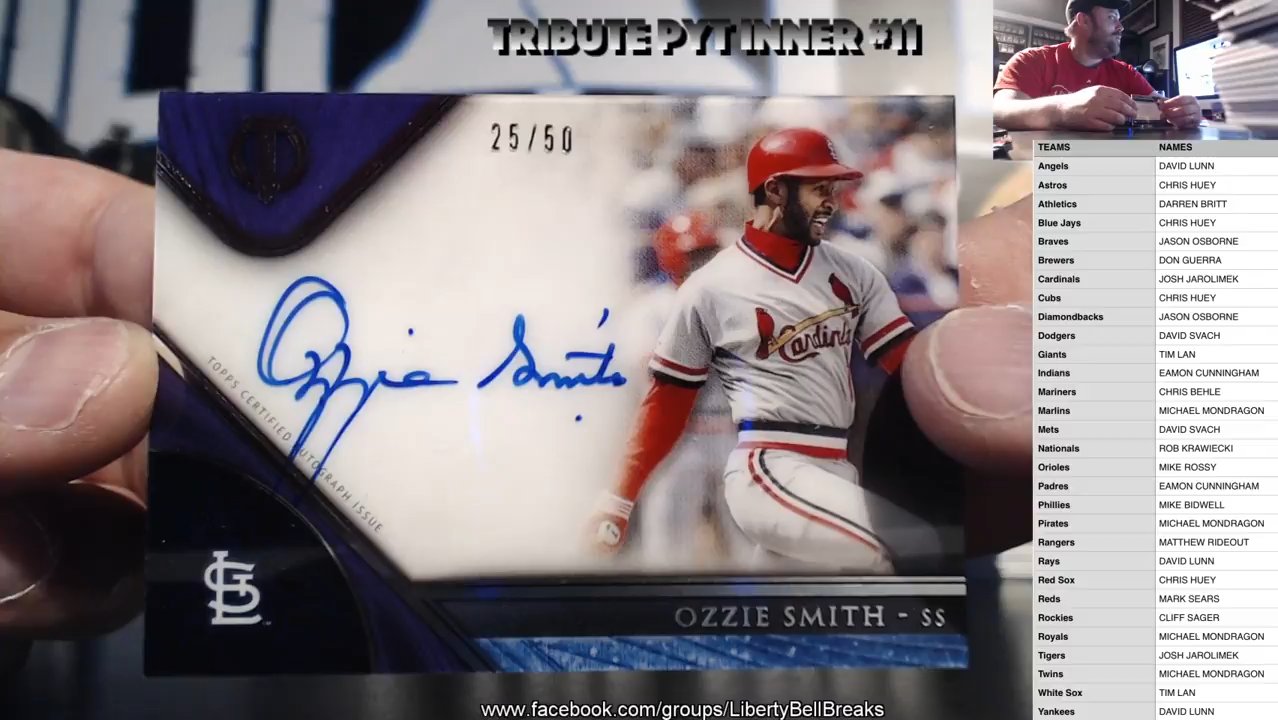 TRIBUTE PYT INNER #11
25/50
Ozzie Smith
TOPPS CERTIFIED AUTOGRAPH ISSUE
Cardinals
STL
OZZIE SMITH - SS
www.facebook.com/groups/LibertyBellBreaks
TEAMS NAMES
Angels DAVID LUNN
Astros CHRIS HUEY
Athletics DARREN BRITT
Blue Jays CHRIS HUEY
Braves JASON OSBORNE
Brewers DON GUERRA
Cardinals JOSH JAROLIMEK
Cubs CHRIS HUEY
Diamondbacks JASON OSBORNE
Dodgers DAVID SVACH
Giants TIM LAN
Indians EAMON CUNNINGHAM
Mariners CHRIS BEHLE
Marlins MICHAEL MONDRAGON
Mets DAVID SVACH
Nationals ROB KRAWIECKI
Orioles MIKE ROSSY
Padres EAMON CUNNINGHAM
Phillies MIKE BIDWELL
Pirates MICHAEL MONDRAGON
Rangers MATTHEW RIDEOUT
Rays DAVID LUNN
Red Sox CHRIS HUEY
Reds MARK SEARS
Rockies CLIFF SAGER
Royals MICHAEL MONDRAGON
Tigers JOSH JAROLIMEK
Twins MICHAEL MONDRAGON
White Sox TIM LAN
Yankees DAVID LUNN